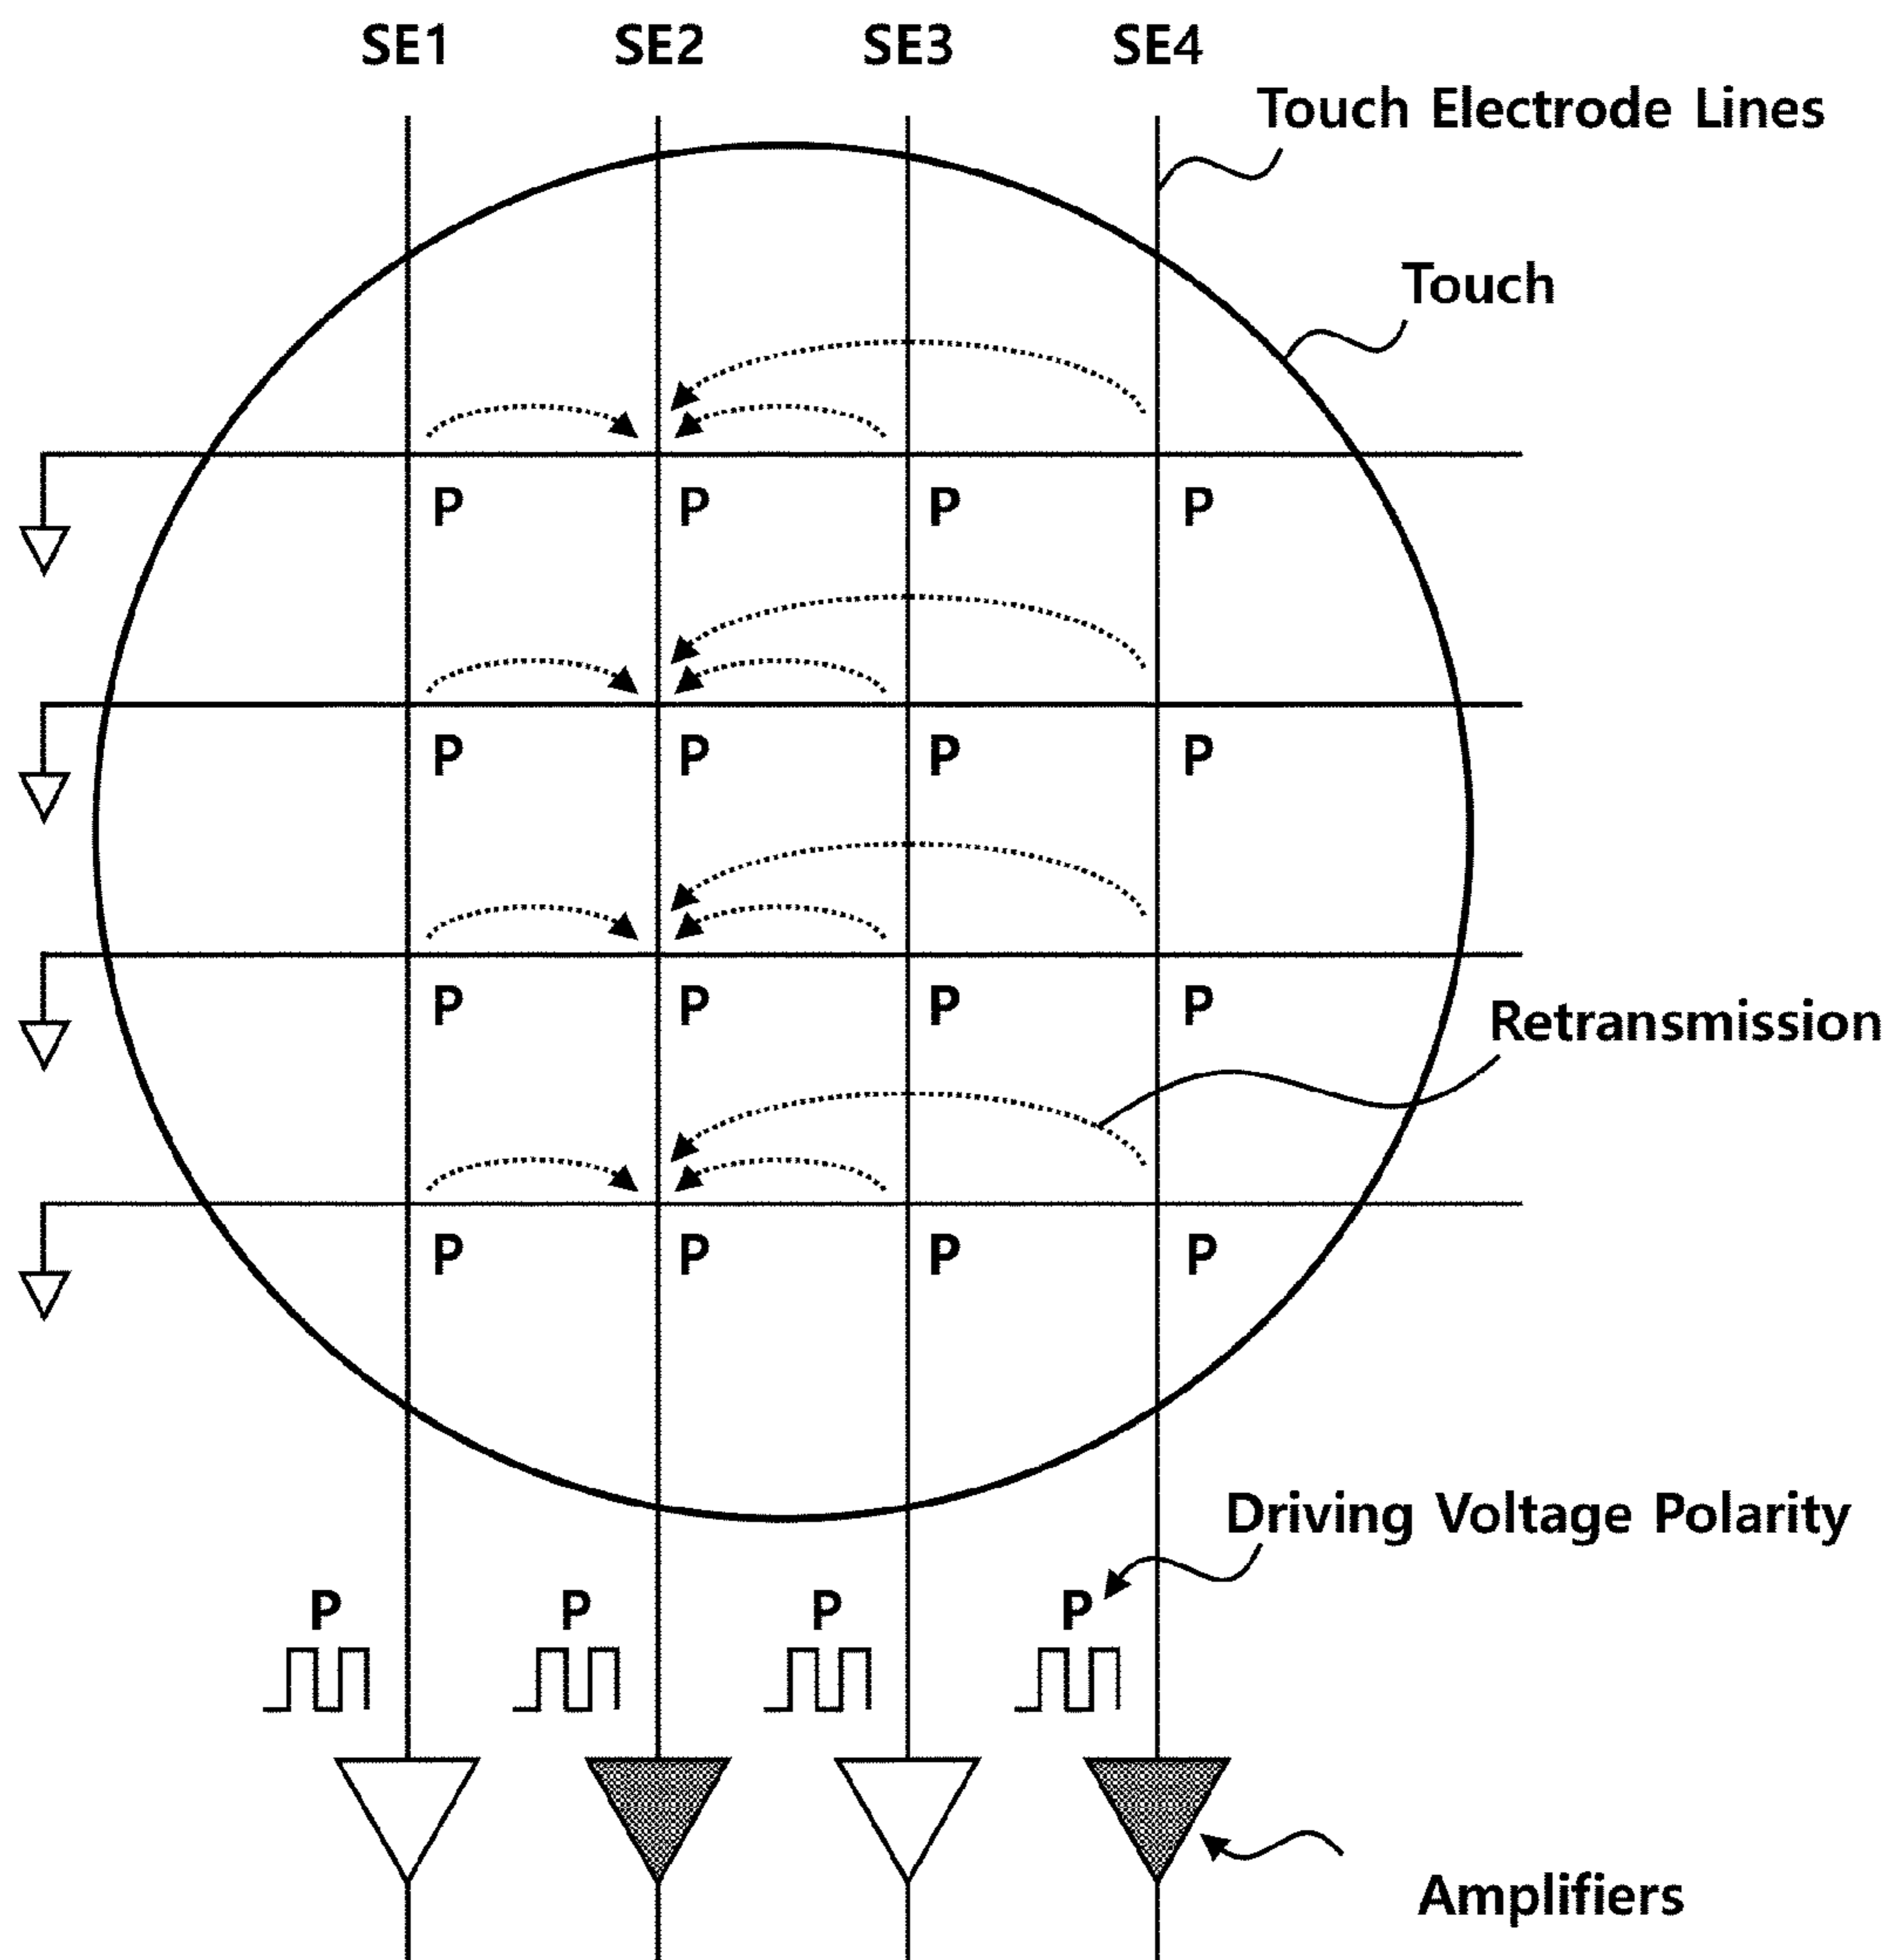 SE1 SE2 SE3 SE4
Touch Electrode Lines
Touch
P P P P
P P P P
P P P P
Retransmission
P P P P
Driving Voltage Polarity
P P P P
Amplifiers